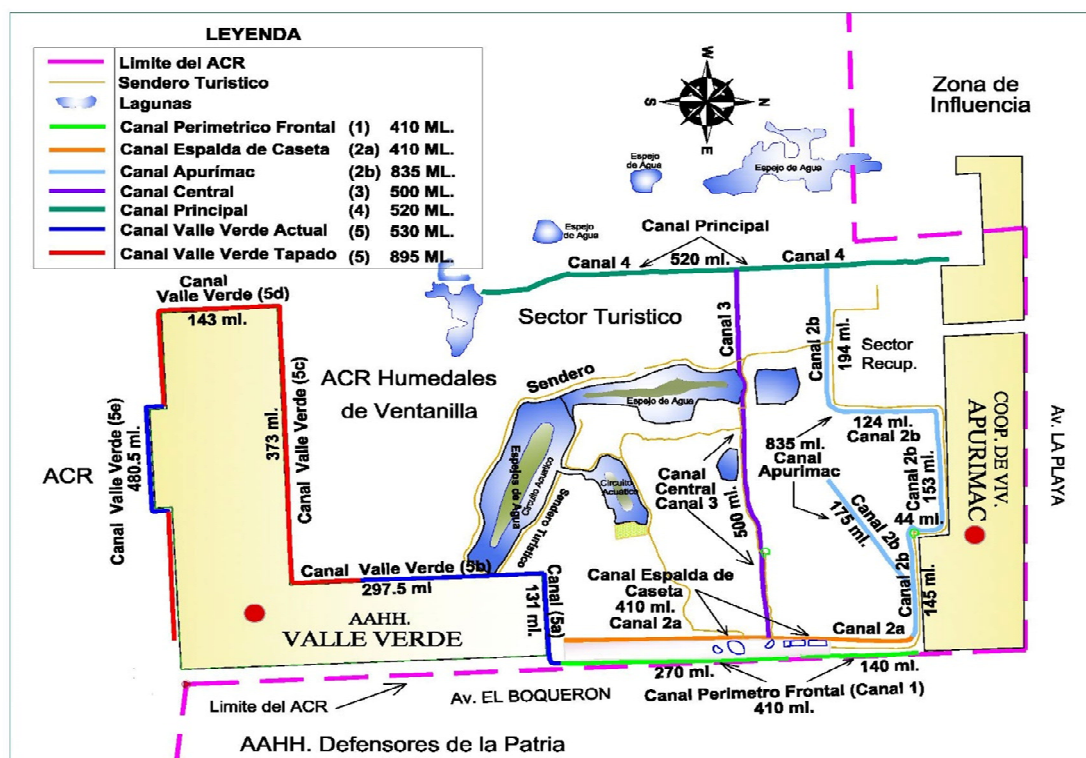 LEYENDA
Limite del ACR
Sendero Turistico
Lagunas
Canal Perimetrico Frontal (1) 410 ML.
Canal Espalda de Caseta (2a) 410 ML.
Canal Apurímac (2b) 835 ML.
Canal Central (3) 500 ML.
Canal Principal (4) 520 ML.
Canal Valle Verde Actual (5) 530 ML.
Canal Valle Verde Tapado (5) 895 ML.
W
S
N
E
Zona de
Influencia
Espejo de
Agua
Espejo de Agua
Espejo
de Agua
Canal Principal
Canal 4
520 ml.
Canal 4
Canal
Valle Verde (5d)
143 ml.
Sector Turistico
Canal 3
Canal 2b
194 ml.
Sector
Recup.
ACR Humedales
de Ventanilla
Sendero
Espejo de Agua
Canal Valle Verde (5c)
373 ml.
Canal Valle Verde (5e)
480.5 ml.
ACR
124 ml.
Canal 2b
835 ml.
Canal
Apurimac
Canal 2b
153 ml.
COOP. DE VIV.
APURIMAC
Av. LA PLAYA
Espejos de Agua
Circuito Acuatico
Circuito
Acuatico
Sendero Turistico
Canal
Central
Canal 3
500 ml.
Canal 2b
175 ml.
44 ml.
Canal 2b
145 ml.
Canal Valle Verde (5b)
297.5 ml
Canal (5a)
131 ml.
Canal Espalda de
Caseta
410 ml.
Canal 2a
Canal 2a
AAHH.
VALLE VERDE
270 ml.
140 ml.
Canal Perimetro Frontal (Canal 1)
410 ml.
Limite del ACR
Av. EL BOQUERON
AAHH. Defensores de la Patria